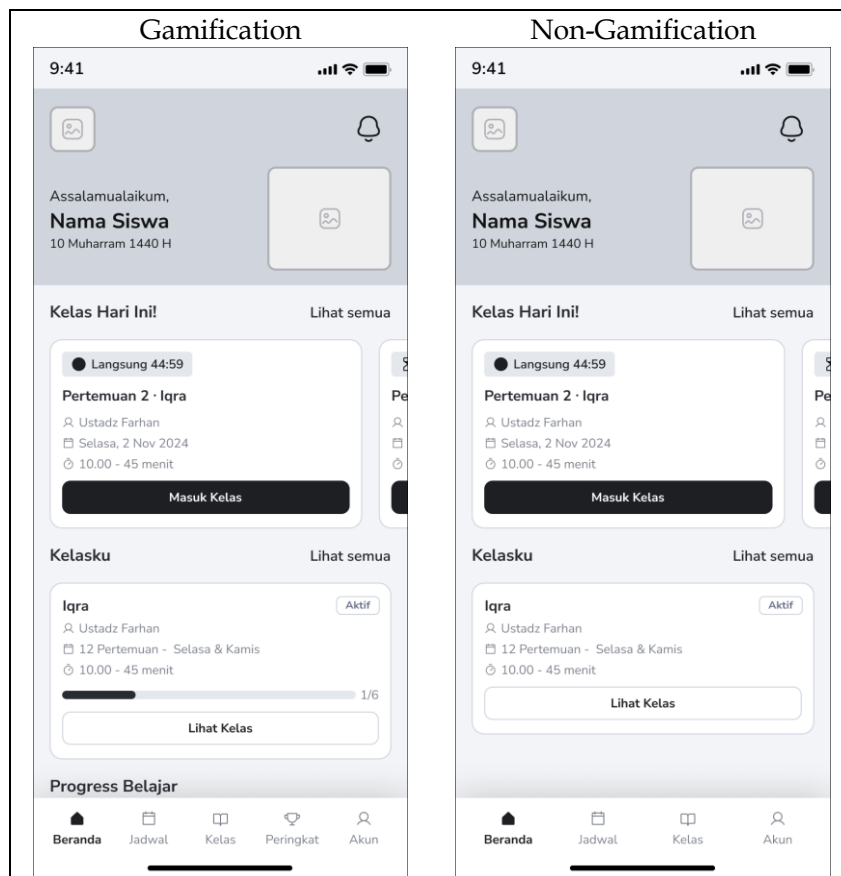 Gamification
9:41
Assalamualaikum,
Nama Siswa
10 Muharram 1440 H
Kelas Hari Ini!
Lihat semua
Langsung 44:59
Pertemuan 2 · Iqra
Ustadz Farhan
Selasa, 2 Nov 2024
10.00 - 45 menit
Masuk Kelas
Pe
Kelasku
Lihat semua
Iqra
Aktif
Ustadz Farhan
12 Pertemuan - Selasa & Kamis
10.00 - 45 menit
1/6
Lihat Kelas
Progress Belajar
Beranda
Jadwal
Kelas
Peringkat
Akun
Non-Gamification
9:41
Assalamualaikum,
Nama Siswa
10 Muharram 1440 H
Kelas Hari Ini!
Lihat semua
Langsung 44:59
Pertemuan 2 · Iqra
Ustadz Farhan
Selasa, 2 Nov 2024
10.00 - 45 menit
Masuk Kelas
Pe
Kelasku
Lihat semua
Iqra
Aktif
Ustadz Farhan
12 Pertemuan - Selasa & Kamis
10.00 - 45 menit
Lihat Kelas
Beranda
Jadwal
Kelas
Akun